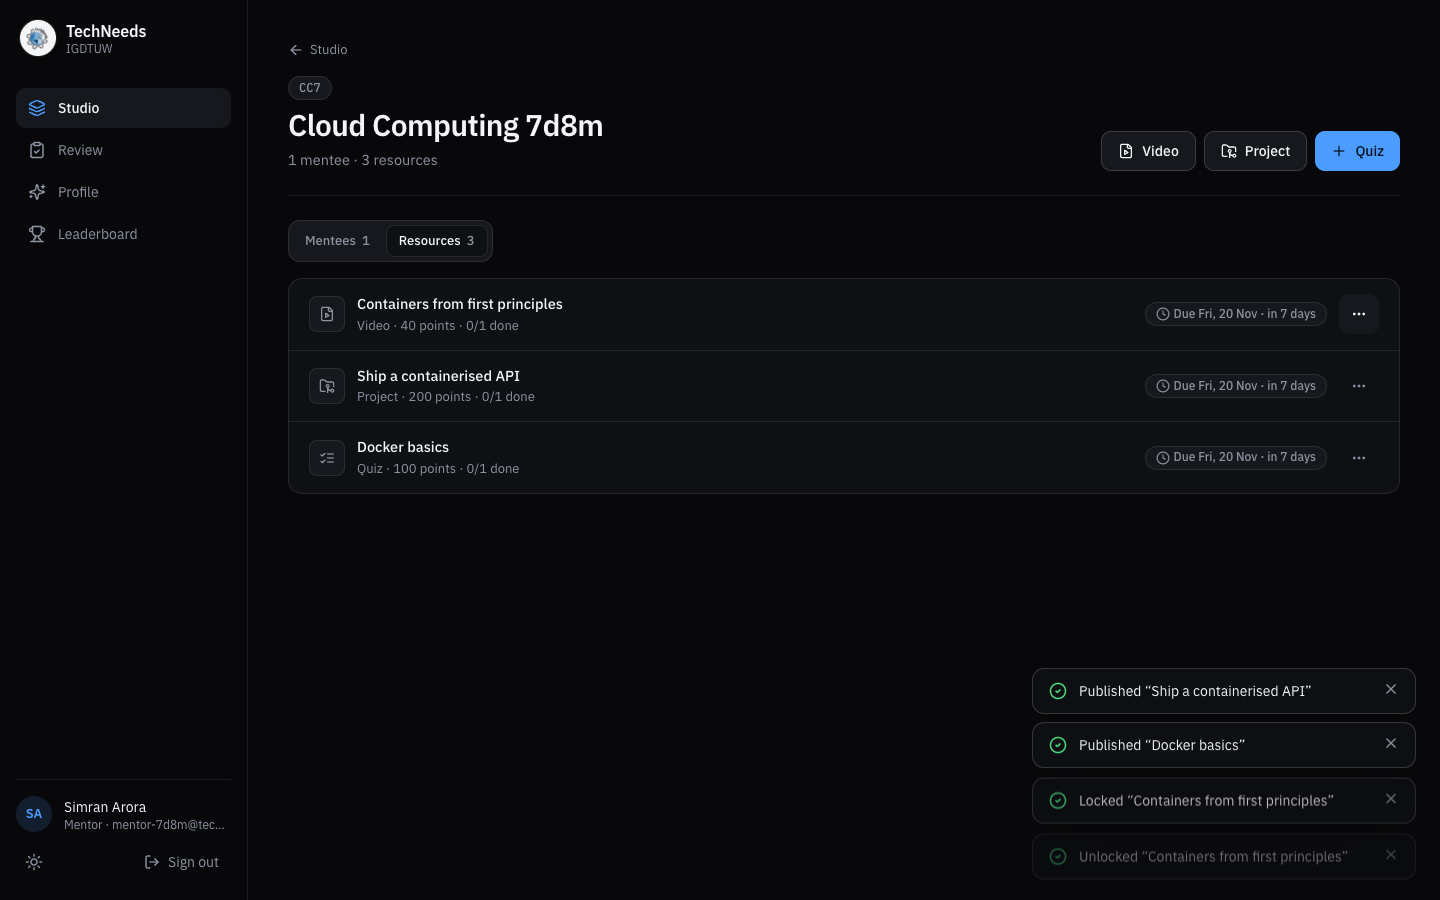 TechNeeds
IGDTUW
Studio
Review
Profile
Leaderboard
Simran Arora
Mentor · mentor-7d8m@tec...
Sign out
Studio
CC7
Cloud Computing 7d8m
1 mentee · 3 resources
Video
Project
Quiz
Mentees 1
Resources 3
Containers from first principles
Video · 40 points · 0/1 done
Due Fri, 20 Nov · in 7 days
Ship a containerised API
Project · 200 points · 0/1 done
Due Fri, 20 Nov · in 7 days
Docker basics
Quiz · 100 points · 0/1 done
Due Fri, 20 Nov · in 7 days
Published “Ship a containerised API”
Published “Docker basics”
Locked “Containers from first principles”
Unlocked “Containers from first principles”
SA